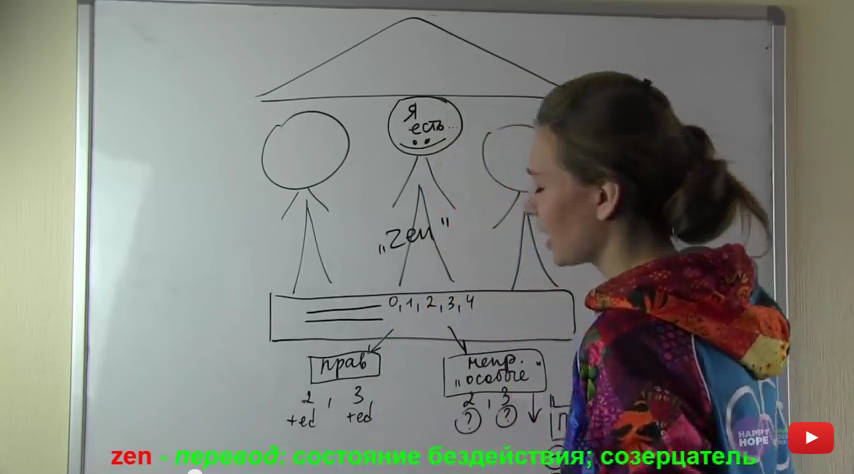 Я
есть...
"zen"
0, 1, 2, 3, 4
прав
непр.
"особые"
2, 3
+ed +ed
2, 3
? ?
HAPPY
HOPE
zen - перевод: состояние бездействия; созерцатель